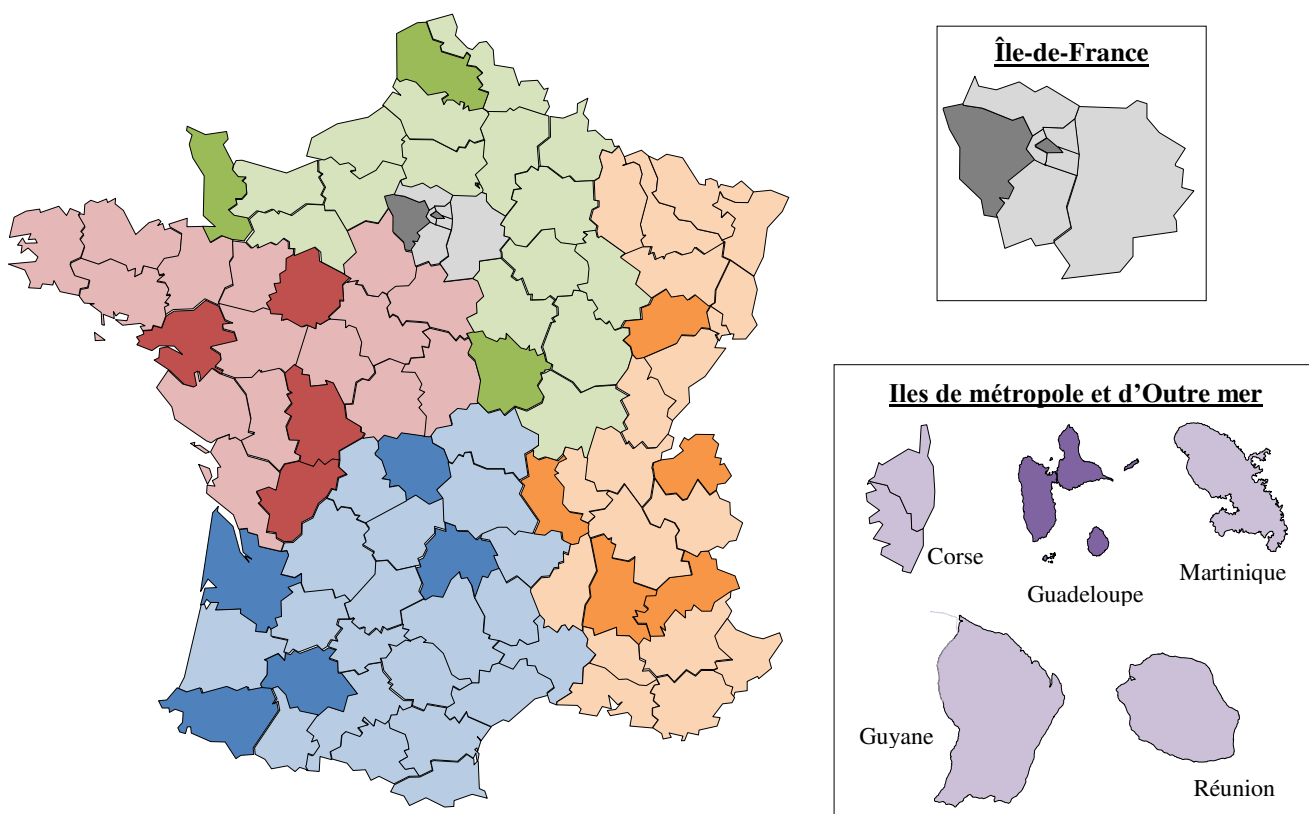 Île-de-France
Iles de métropole et d'Outre mer
Corse
Guadeloupe
Martinique
Guyane
Réunion